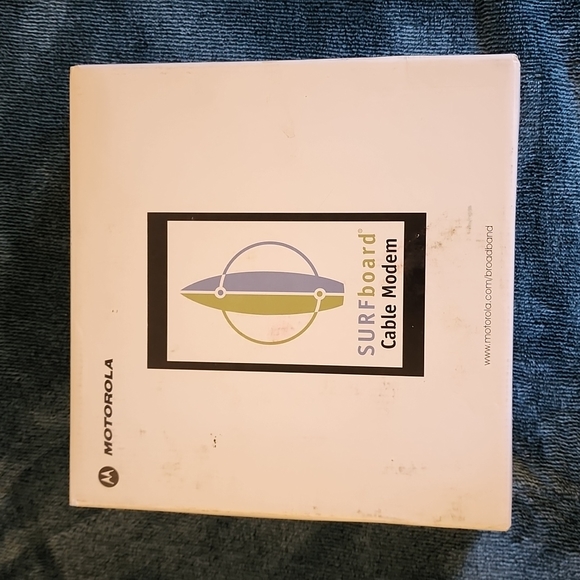 MOTOROLA
SURFboard®
Cable Modem
www.motorola.com/broadband